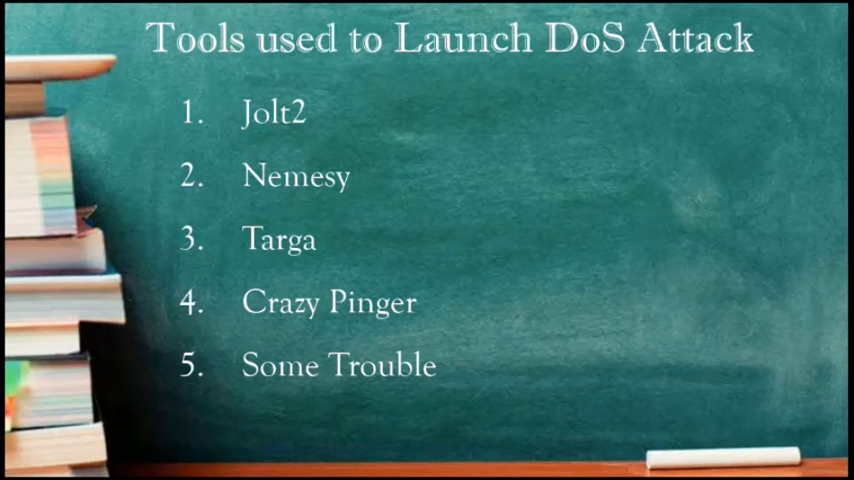 Tools used to Launch DoS Attack
1. Jolt2
2. Nemesy
3. Targa
4. Crazy Pinger
5. Some Trouble